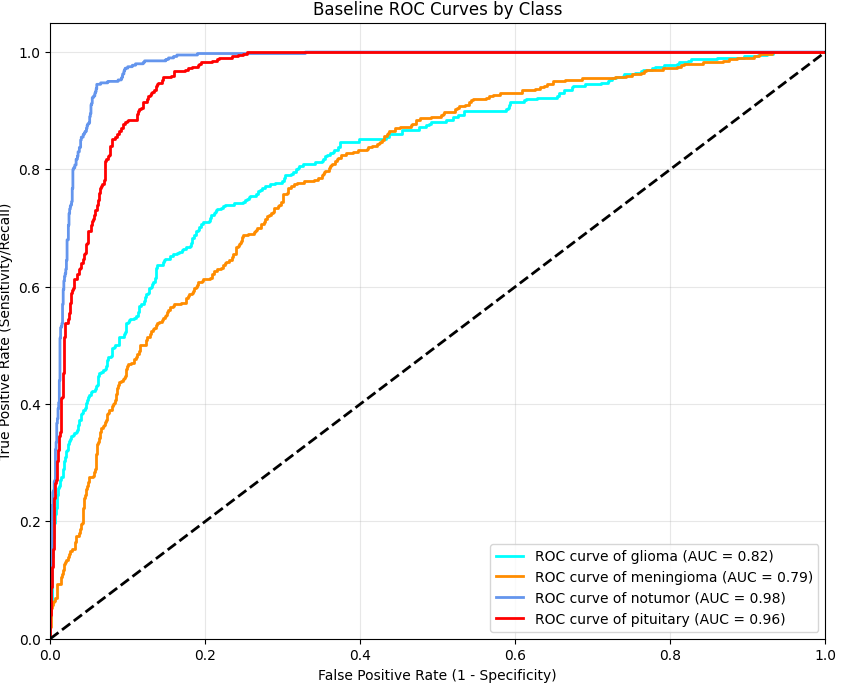 Baseline ROC Curves by Class
True Positive Rate (Sensitivity/Recall)
1.0
0.8
0.6
0.4
0.2
0.0
0.0 0.2 0.4 0.6 0.8 1.0
False Positive Rate (1 - Specificity)
ROC curve of glioma (AUC = 0.82)
ROC curve of meningioma (AUC = 0.79)
ROC curve of notumor (AUC = 0.98)
ROC curve of pituitary (AUC = 0.96)